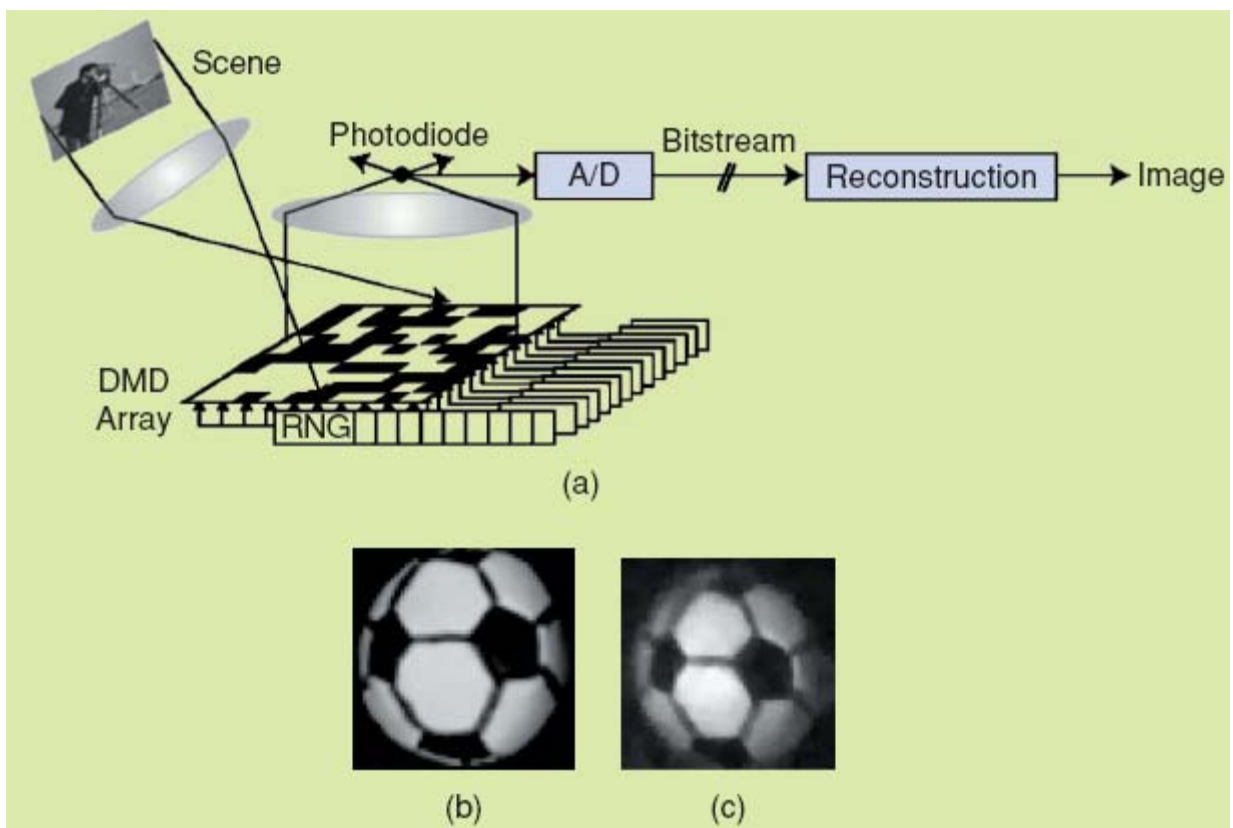 Scene
Photodiode
A/D
Bitstream
Reconstruction
Image
DMD
Array
RNG
(a)
(b)
(c)